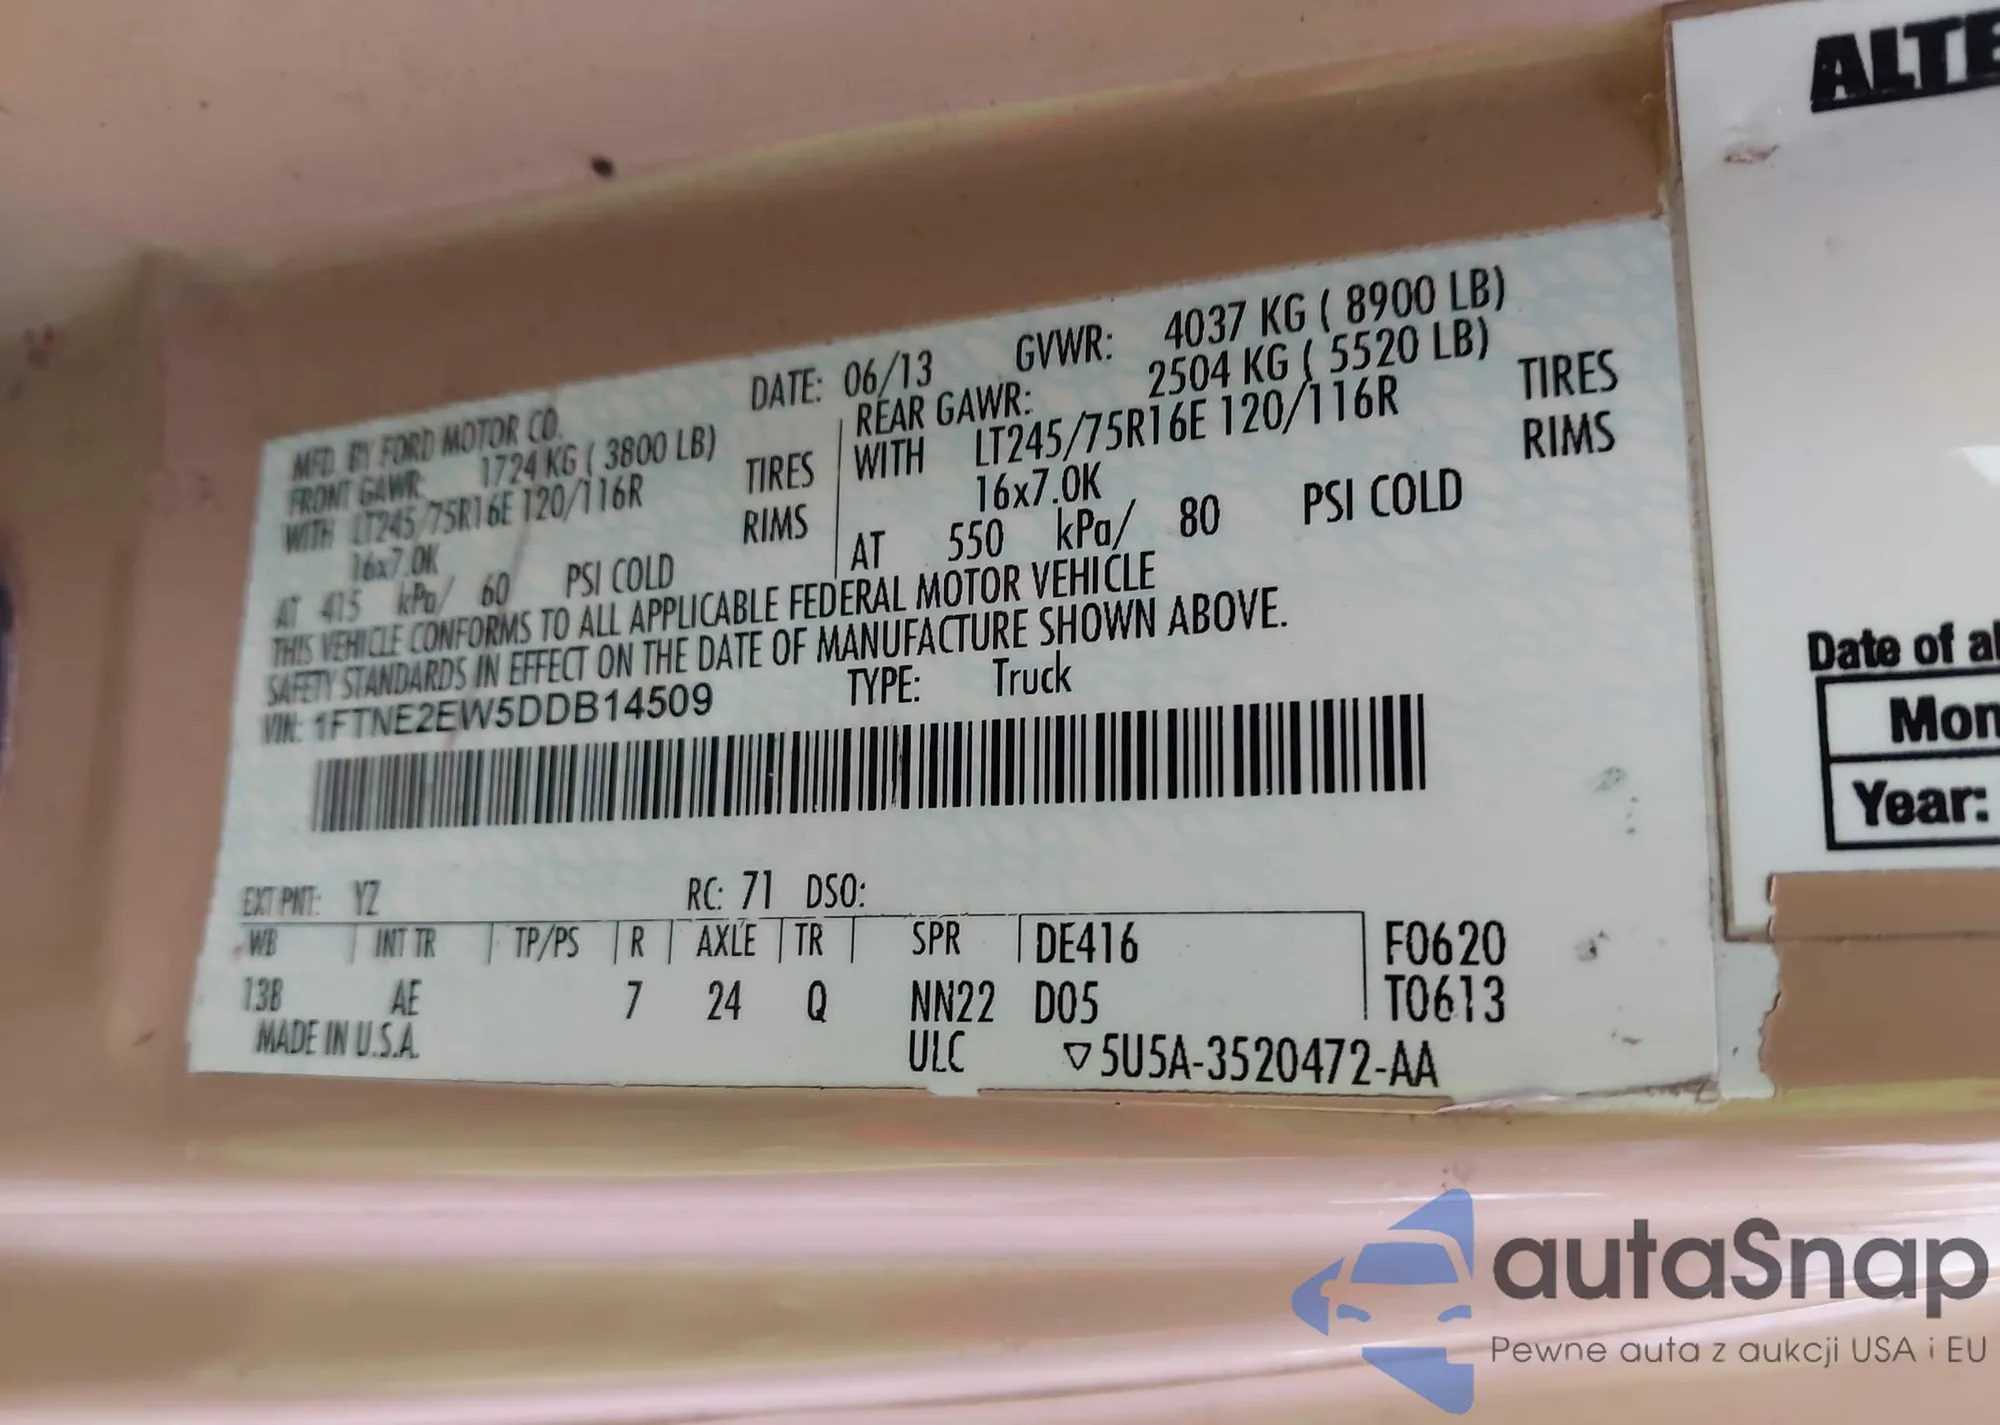 MFD. BY FORD MOTOR CO.
DATE: 06/13
GVWR: 4037 KG ( 8900 LB)
FRONT GAWR: 1724 KG ( 3800 LB)
WITH LT245/75R16E 120/116R TIRES
16x7.0K RIMS
AT 415 kPa/ 60 PSI COLD
REAR GAWR: 2504 KG ( 5520 LB)
WITH LT245/75R16E 120/116R TIRES
16x7.0K RIMS
AT 550 kPa/ 80 PSI COLD
THIS VEHICLE CONFORMS TO ALL APPLICABLE FEDERAL MOTOR VEHICLE
SAFETY STANDARDS IN EFFECT ON THE DATE OF MANUFACTURE SHOWN ABOVE.
VIN: 1FTNE2EW5DDB14509 TYPE: Truck
EXT PNT: YZ RC: 71 DSO:
WB INT TR TP/PS R AXLE TR SPR DE416 F0620
13B AE 7 24 Q NN22 D05 T0613
MADE IN U.S.A. ULC ▽5U5A-3520472-AA
ALTE
Date of al
Mon
Year:
autaSnap
Pewne auta z aukcji USA i EU